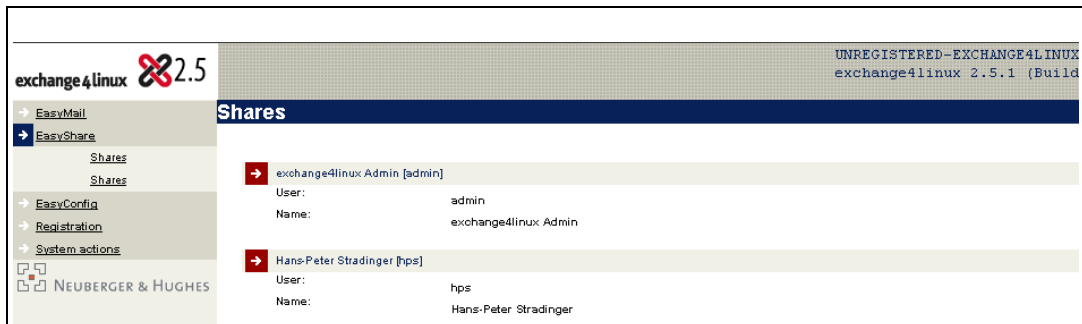 UNREGISTERED-EXCHANGE4LINUX
exchange4linux 2.5.1 (Build
exchange4linux 2.5
EasyMail
EasyShare
Shares
Shares
EasyConfig
Registration
System actions
NEUBERGER & HUGHES
Shares
exchange4linux Admin [admin]
User:
admin
Name:
exchange4linux Admin
Hans-Peter Stradinger [hps]
User:
hps
Name:
Hans-Peter Stradinger